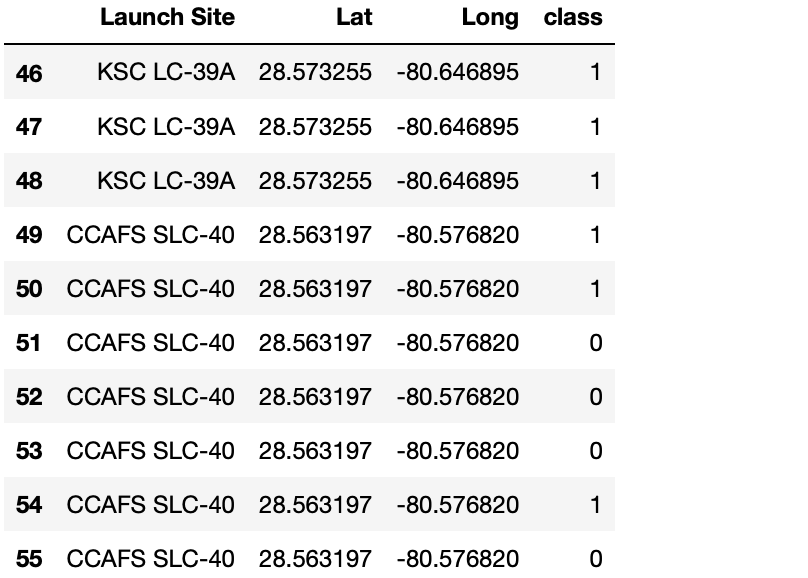 Launch Site Lat Long class
46 KSC LC-39A 28.573255 -80.646895 1
47 KSC LC-39A 28.573255 -80.646895 1
48 KSC LC-39A 28.573255 -80.646895 1
49 CCAFS SLC-40 28.563197 -80.576820 1
50 CCAFS SLC-40 28.563197 -80.576820 1
51 CCAFS SLC-40 28.563197 -80.576820 0
52 CCAFS SLC-40 28.563197 -80.576820 0
53 CCAFS SLC-40 28.563197 -80.576820 0
54 CCAFS SLC-40 28.563197 -80.576820 1
55 CCAFS SLC-40 28.563197 -80.576820 0